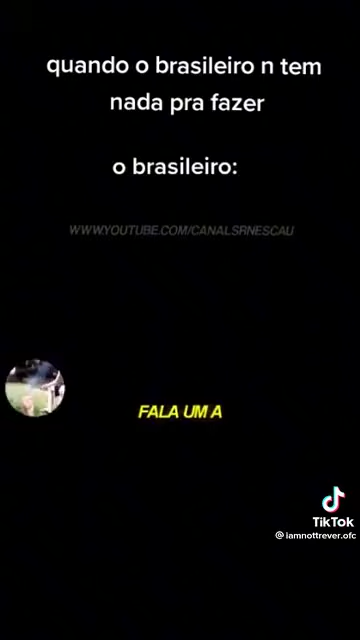 quando o brasileiro n tem
nada pra fazer
o brasileiro:
WWW.YOUTUBE.COM/CANALSRNESCAU
FALA UM A
TikTok
@iamnottrever.ofc